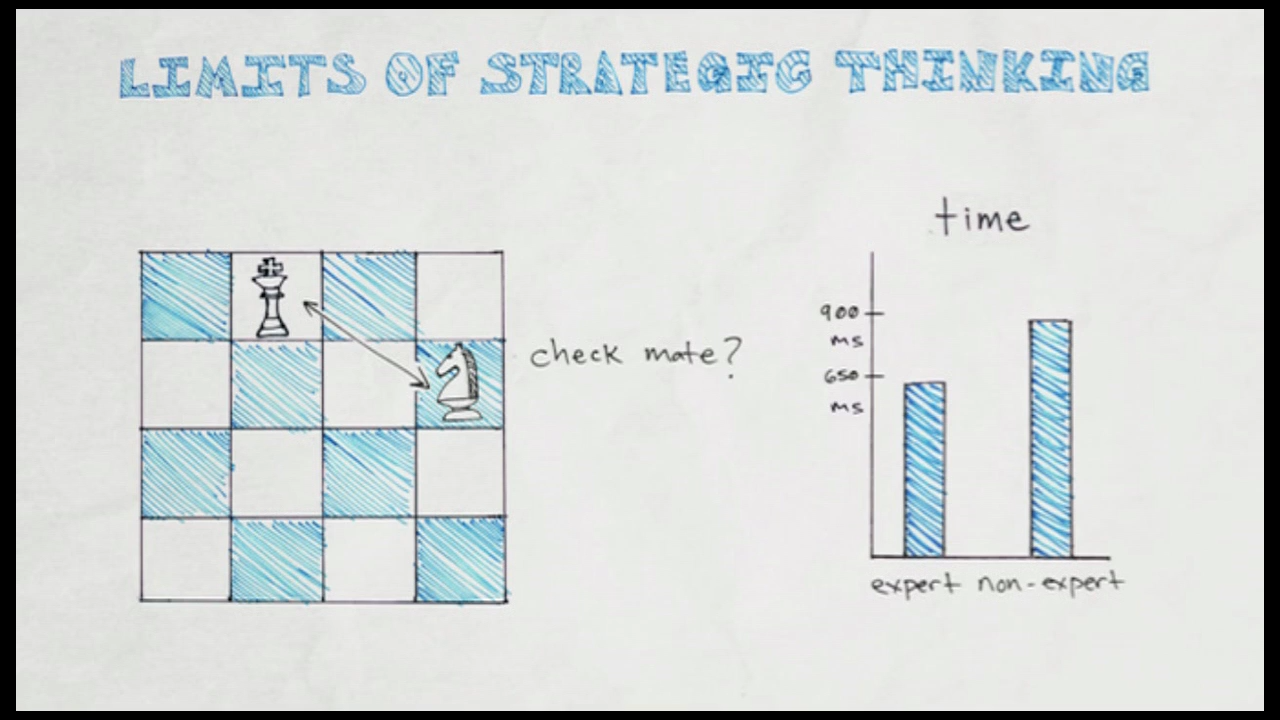 LIMITS OF STRATEGIC THINKING
check mate?
time
900
ms
650
ms
expert non-expert